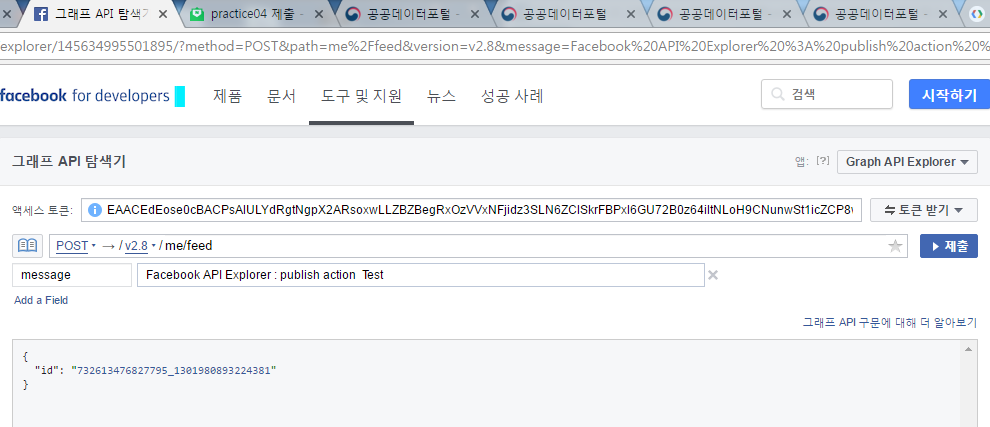 그래프 API 탐색기 practice04 제출 - 공공데이터포털 - 공공데이터포털 공공데이터포털 - 공공데이터포털 -
explorer/145634995501895/?method=POST&path=me%2Ffeed&version=v2.8&message=Facebook%20API%20Explorer%20%3A%20publish%20action%20%
facebook for developers 제품 문서 도구 및 지원 뉴스 성공 사례 검색 시작하기
그래프 API 탐색기 앱: [?] Graph API Explorer
액세스 토큰: 토큰 받기
POST → / v2.8 / me/feed 제출
message Facebook API Explorer : publish action Test
Add a Field
그래프 API 구문에 대해 더 알아보기
{
"id": "732613476827795_1301980893224381"
}